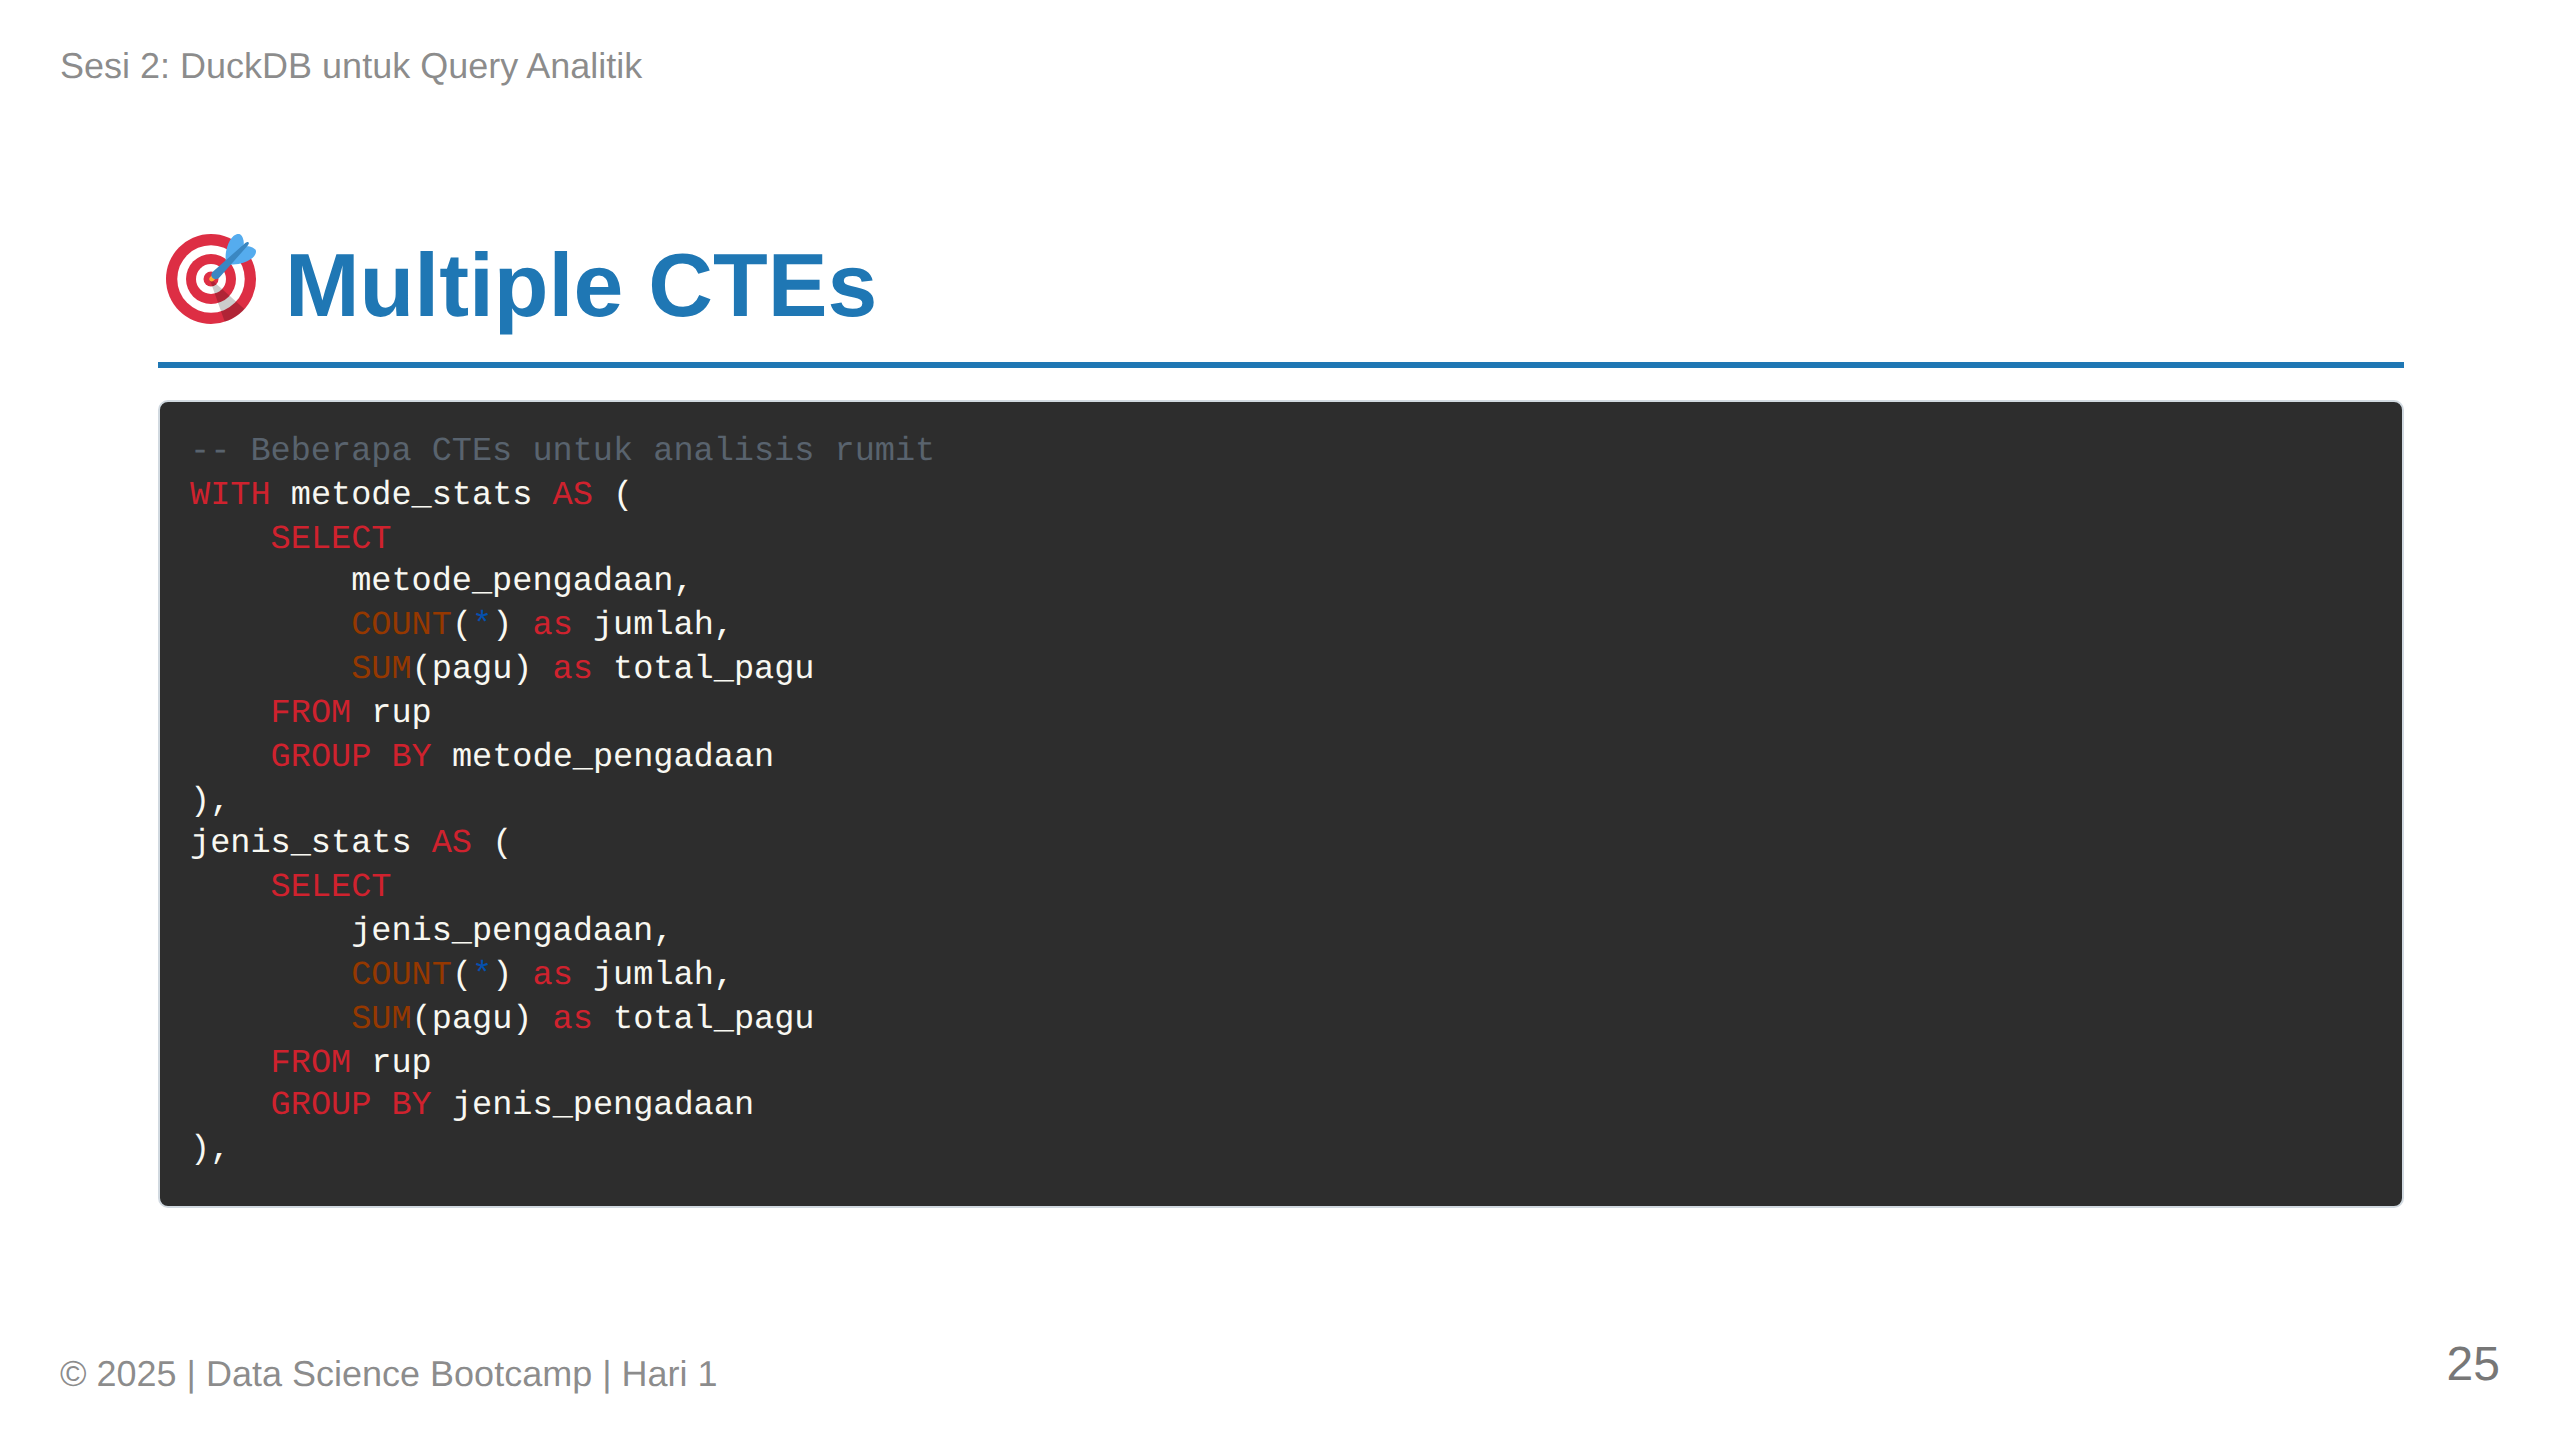 Sesi 2: DuckDB untuk Query Analitik
Multiple CTEs
-- Beberapa CTEs untuk analisis rumit
WITH metode_stats AS (
    SELECT
        metode_pengadaan,
        COUNT(*) as jumlah,
        SUM(pagu) as total_pagu
    FROM rup
    GROUP BY metode_pengadaan
),
jenis_stats AS (
    SELECT
        jenis_pengadaan,
        COUNT(*) as jumlah,
        SUM(pagu) as total_pagu
    FROM rup
    GROUP BY jenis_pengadaan
),
© 2025 | Data Science Bootcamp | Hari 1
25